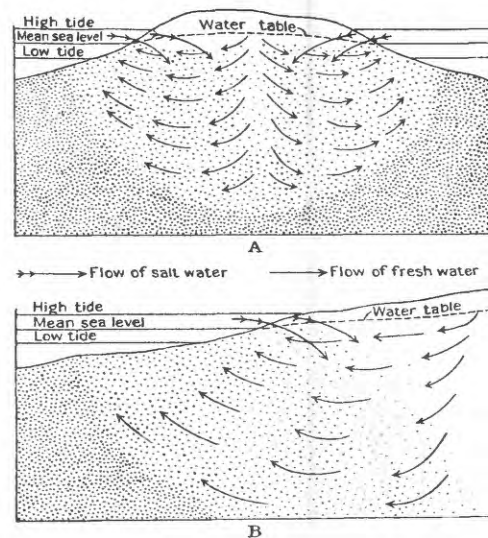 High tide
Water table
Mean sea level
Low tide
A
Flow of salt water
Flow of fresh water
High tide
Water table
Mean sea level
Low tide
B